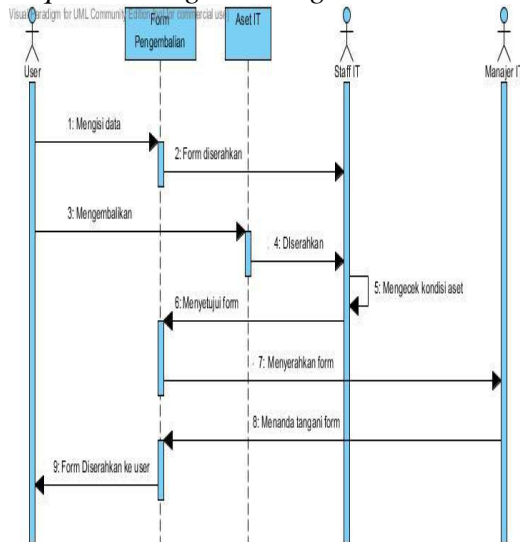 Visual Paradigm for UML Community Edition [not for commercial use]
Form
Pengembalian
Aset IT
User
Staff IT
Manajer IT
1: Mengisi data
2: Form diserahkan
3: Mengembalikan
4: DIserahkan
5: Mengecek kondisi aset
6: Menyetujui form
7: Menyerahkan form
8: Menanda tangani form
9: Form Diserahkan ke user